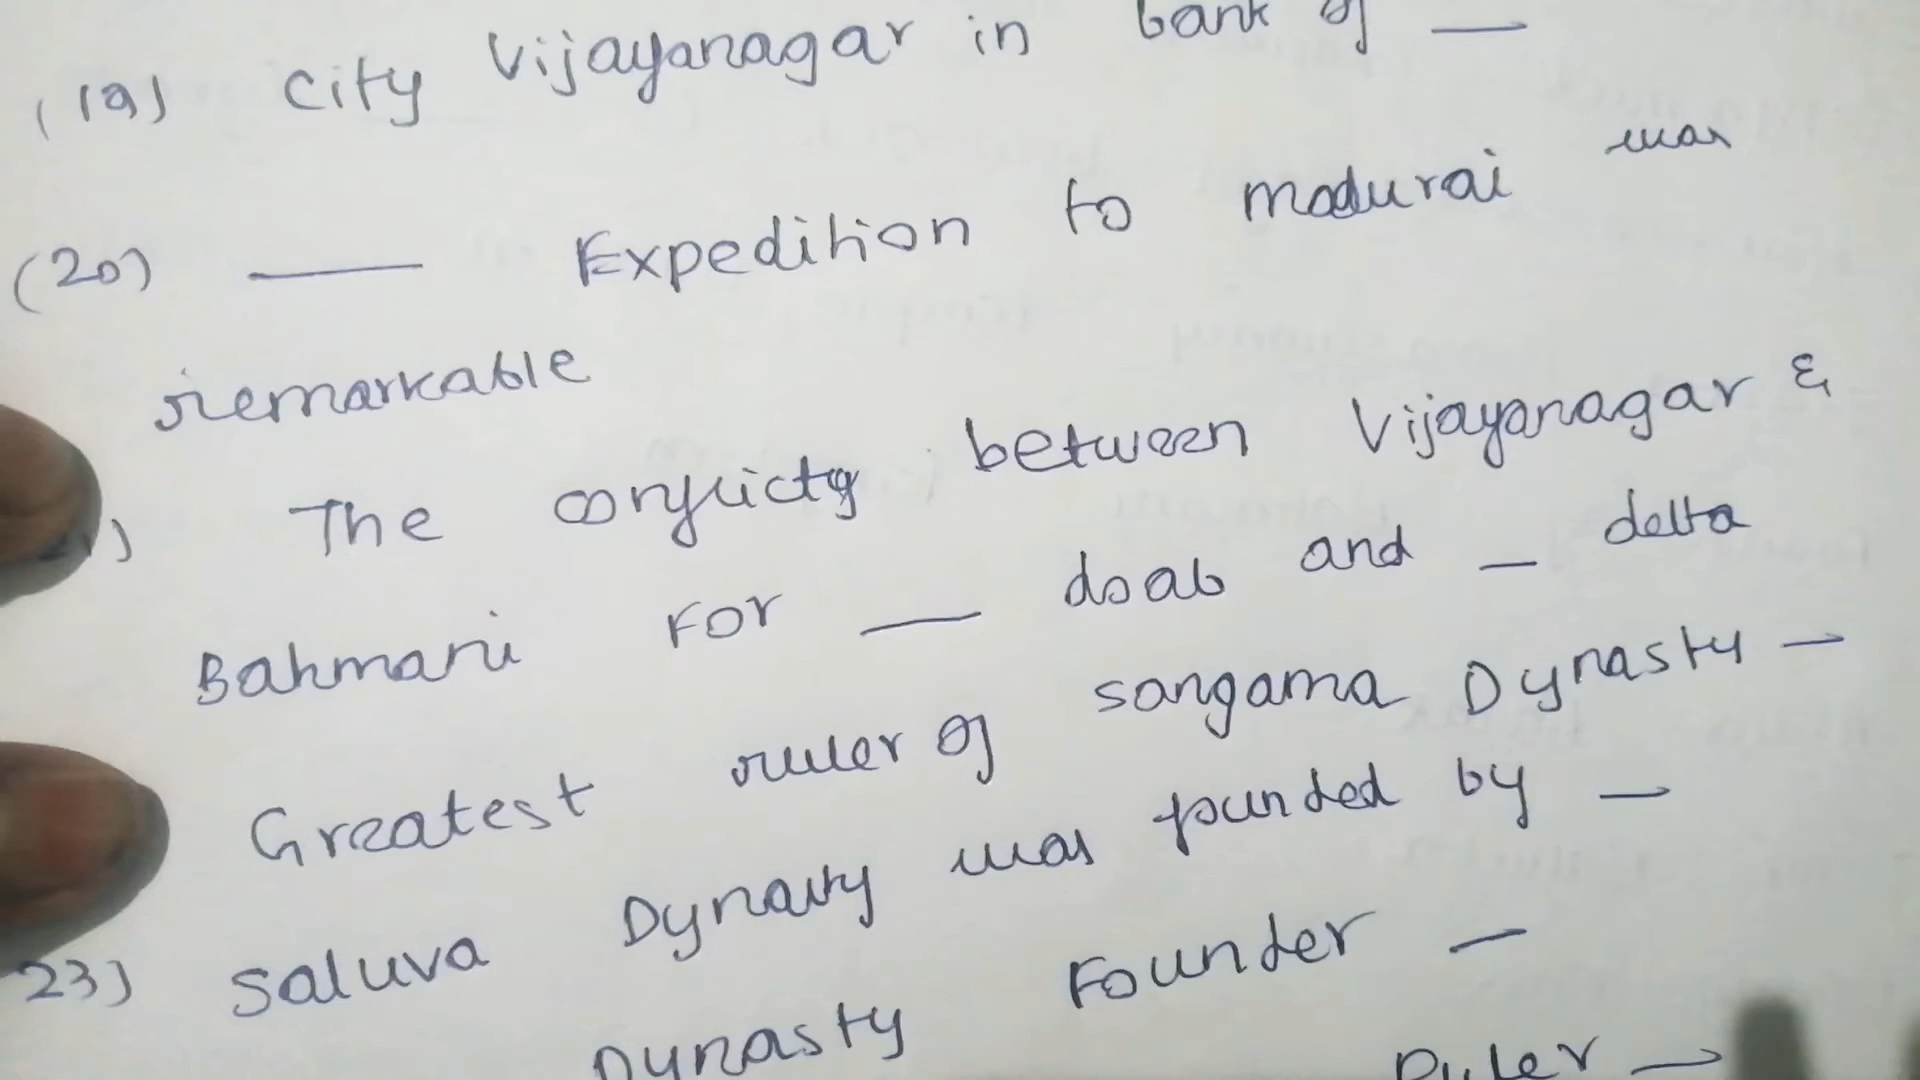 (19) City Vijayanagar in bank of —
(20) — Expedition to madurai was
remarkable
The conflicts between Vijayanagar &
Bahmani For — doab and — delta
Greatest ruler of sangama Dynasty —
23) saluva Dynasty was founded by —
Dynasty Founder —
Ruler —